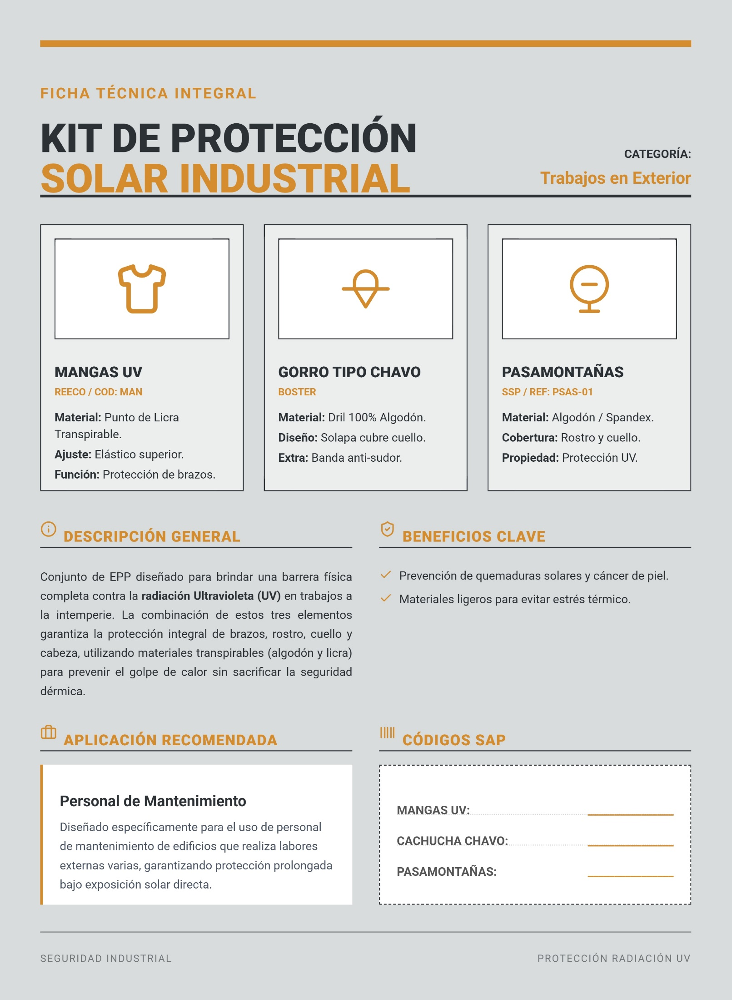 FICHA TÉCNICA INTEGRAL
KIT DE PROTECCIÓN
SOLAR INDUSTRIAL
CATEGORÍA:
Trabajos en Exterior
MANGAS UV
REECO / COD: MAN
Material: Punto de Licra
Transpirable.
Ajuste: Elástico superior.
Función: Protección de brazos.
GORRO TIPO CHAVO
BOSTER
Material: Dril 100% Algodón.
Diseño: Solapa cubre cuello.
Extra: Banda anti-sudor.
PASAMONTAÑAS
SSP / REF: PSAS-01
Material: Algodón / Spandex.
Cobertura: Rostro y cuello.
Propiedad: Protección UV.
DESCRIPCIÓN GENERAL
Conjunto de EPP diseñado para brindar una barrera física
completa contra la radiación Ultravioleta (UV) en trabajos a
la intemperie. La combinación de estos tres elementos
garantiza la protección integral de brazos, rostro, cuello y
cabeza, utilizando materiales transpirables (algodón y licra)
para prevenir el golpe de calor sin sacrificar la seguridad
dérmica.
BENEFICIOS CLAVE
Prevención de quemaduras solares y cáncer de piel.
Materiales ligeros para evitar estrés térmico.
APLICACIÓN RECOMENDADA
Personal de Mantenimiento
Diseñado específicamente para el uso de personal
de mantenimiento de edificios que realiza labores
externas varias, garantizando protección prolongada
bajo exposición solar directa.
CÓDIGOS SAP
MANGAS UV:
CACHUCHA CHAVO:
PASAMONTAÑAS:
SEGURIDAD INDUSTRIAL
PROTECCIÓN RADIACIÓN UV